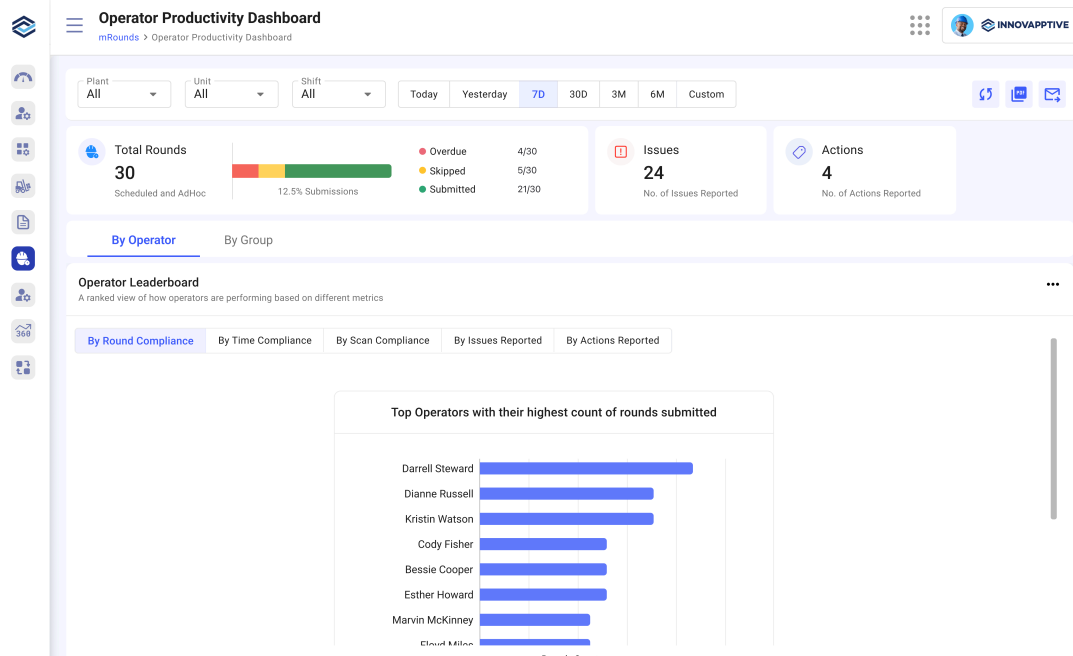 Operator Productivity Dashboard
mRounds > Operator Productivity Dashboard
INNOVAPPTIVE
Plant
All
Unit
All
Shift
All
Today
Yesterday
7D
30D
3M
6M
Custom
PDF
Total Rounds
30
Scheduled and AdHoc
12.5% Submissions
Overdue 4/30
Skipped 5/30
Submitted 21/30
Issues
24
No. of Issues Reported
Actions
4
No. of Actions Reported
360
By Operator
By Group
Operator Leaderboard
A ranked view of how operators are performing based on different metrics
By Round Compliance
By Time Compliance
By Scan Compliance
By Issues Reported
By Actions Reported
Top Operators with their highest count of rounds submitted
Darrell Steward
Dianne Russell
Kristin Watson
Cody Fisher
Bessie Cooper
Esther Howard
Marvin McKinney
Floyd Miles